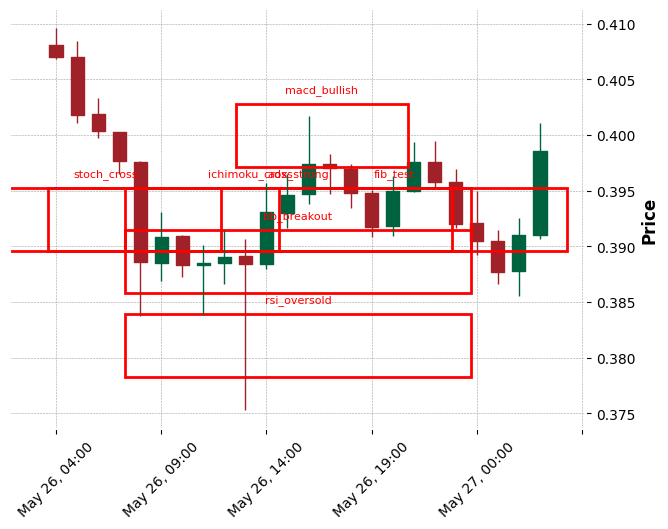 macd_bullish
stoch_cross
ichimoku_cross
adx_strong
fib_test
bb_breakout
rsi_oversold
0.410
0.405
0.400
0.395
0.390
0.385
0.380
0.375
Price
May 26, 04:00
May 26, 09:00
May 26, 14:00
May 26, 19:00
May 27, 00:00